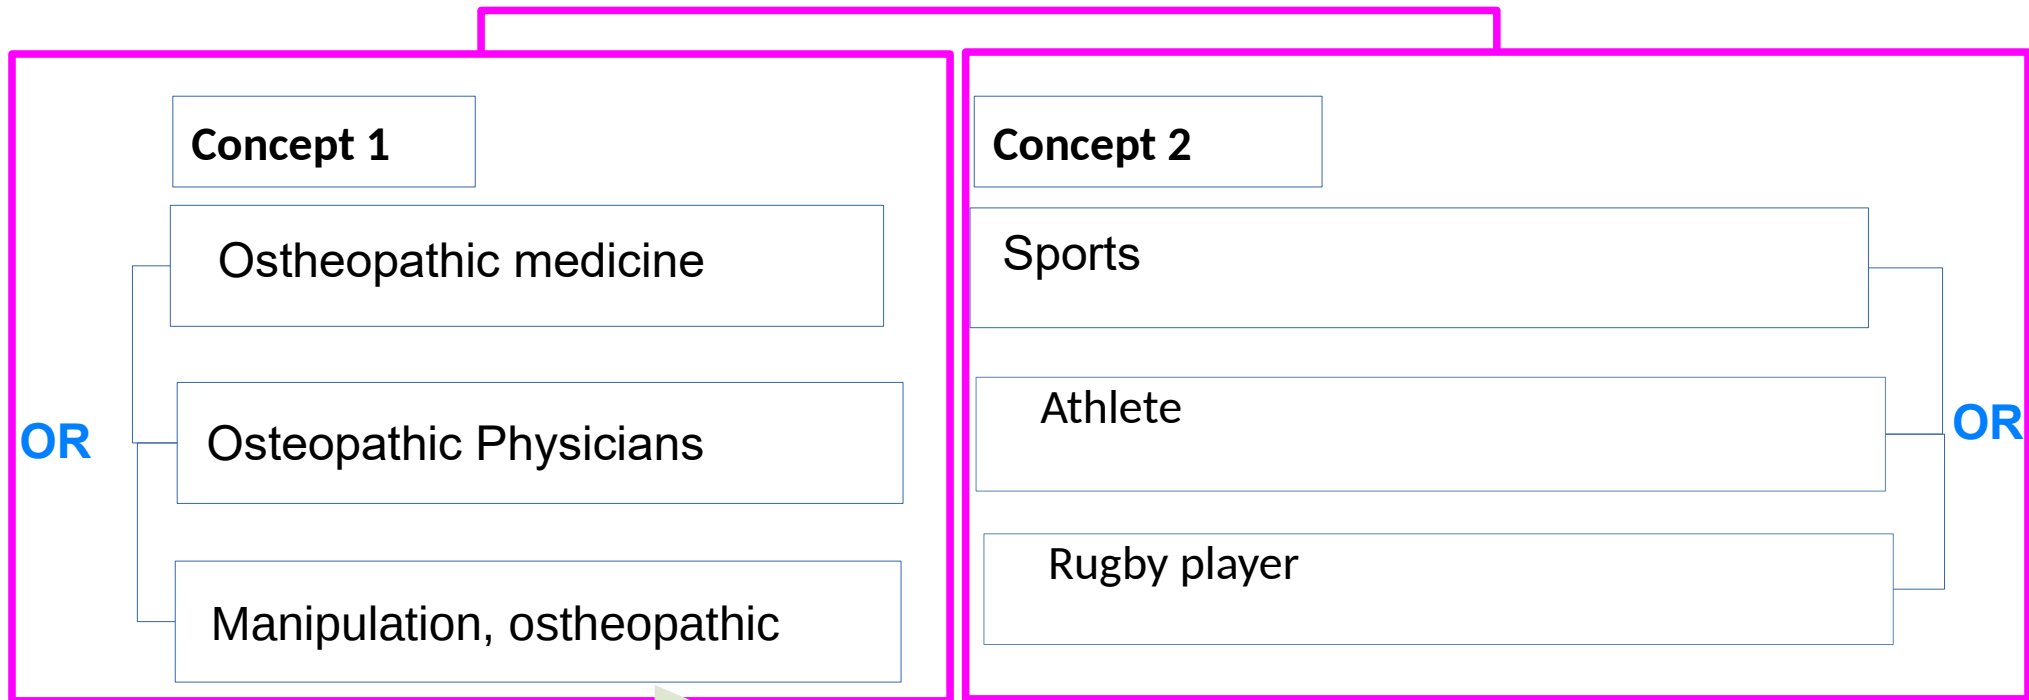 Concept 1
Ostheopathic medicine
OR
Osteopathic Physicians
Manipulation, ostheopathic
Concept 2
Sports
Athlete
OR
Rugby player